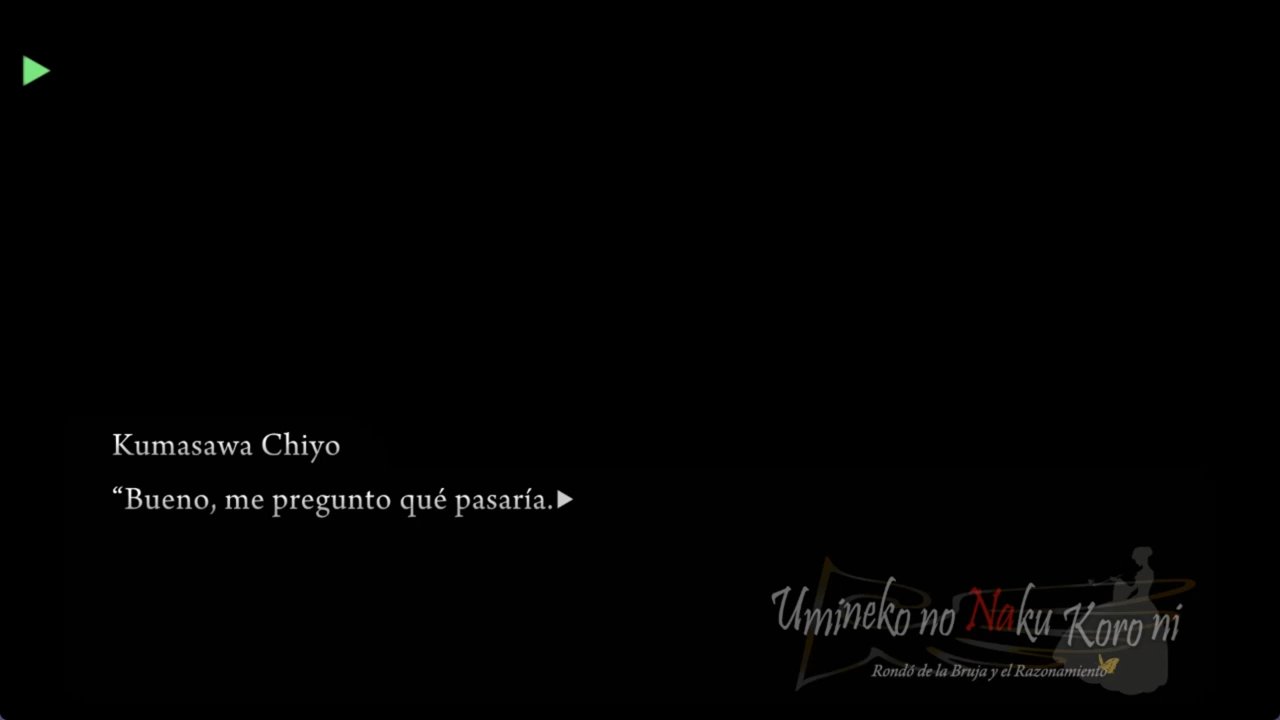 Kumasawa Chiyo
“Bueno, me pregunto qué pasaría.
Umineko no Naku Koro ni
Rondó de la Bruja y el Razonamiento